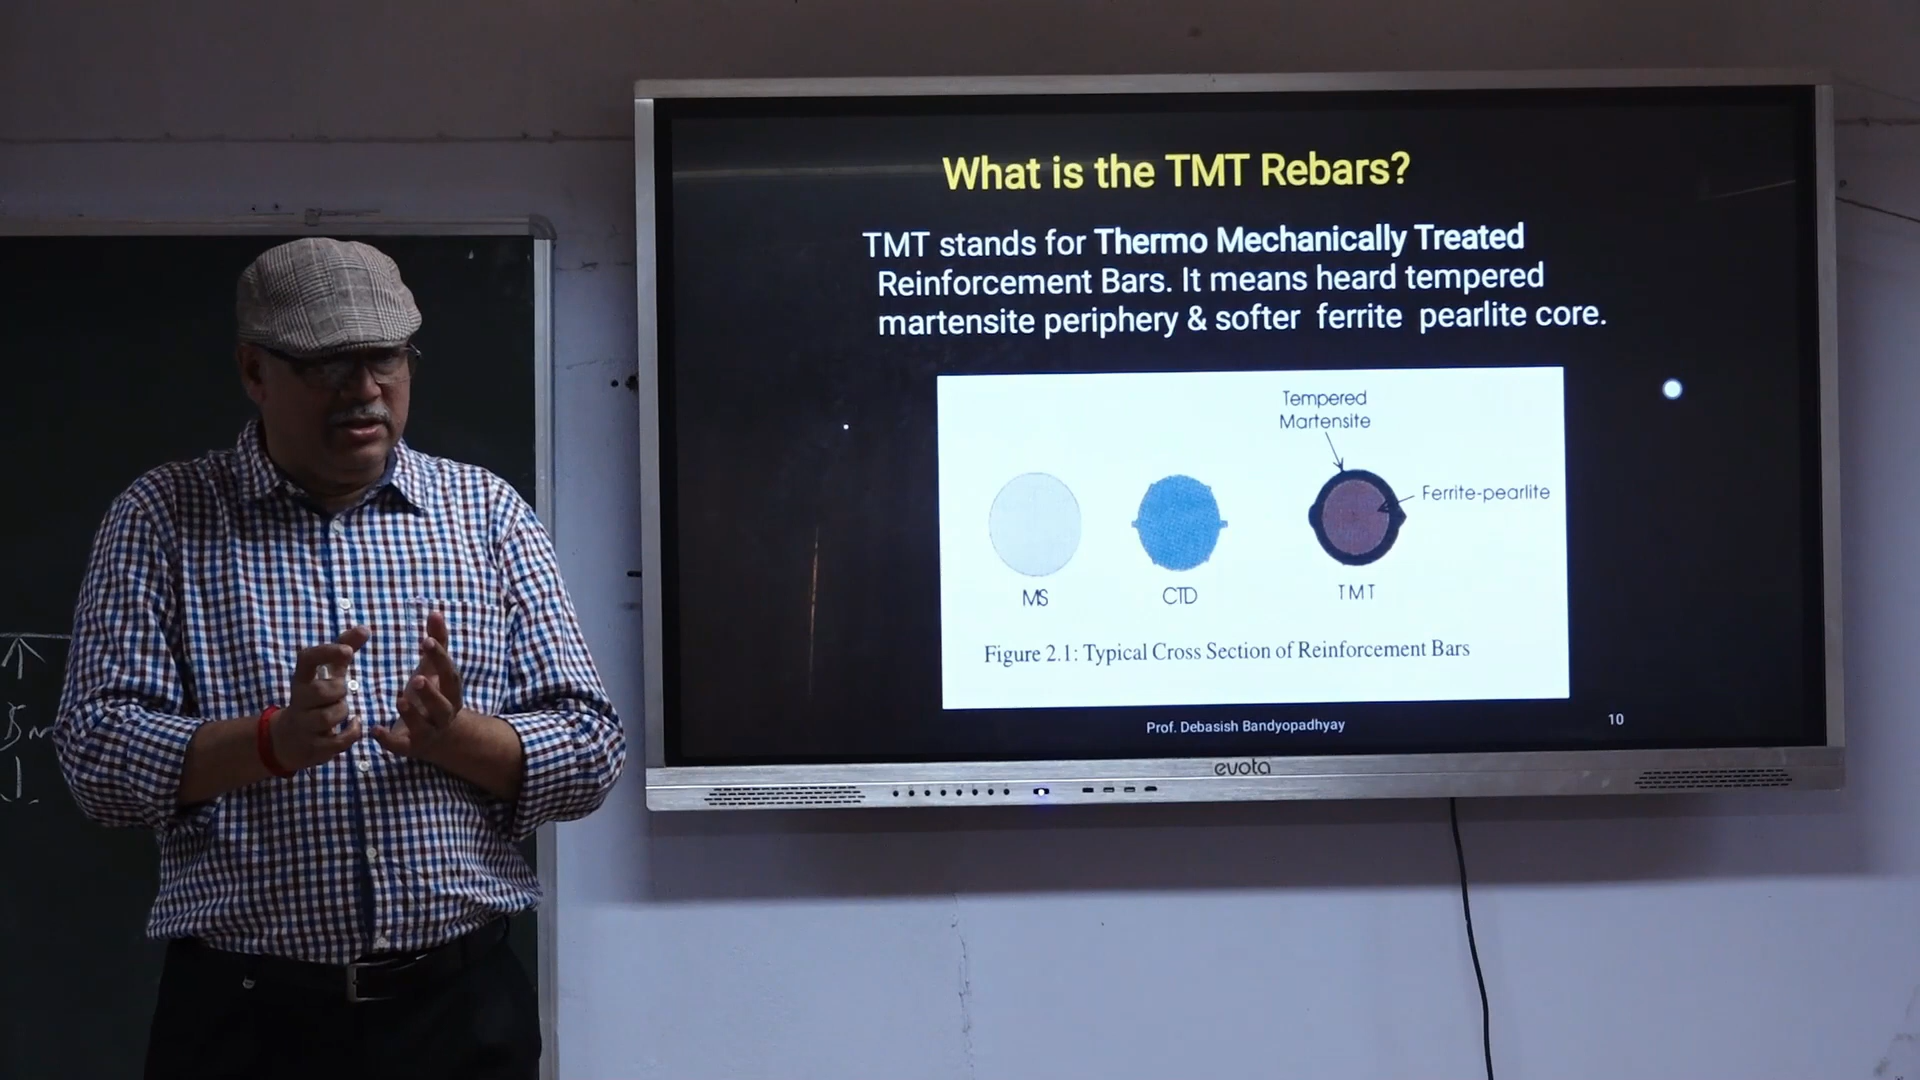 What is the TMT Rebars?
TMT stands for Thermo Mechanically Treated
Reinforcement Bars. It means heard tempered
martensite periphery & softer ferrite pearlite core.
Tempered
Martensite
Ferrite-pearlite
MS
CTD
TMT
Figure 2.1: Typical Cross Section of Reinforcement Bars
Prof. Debasish Bandyopadhyay
10
evota